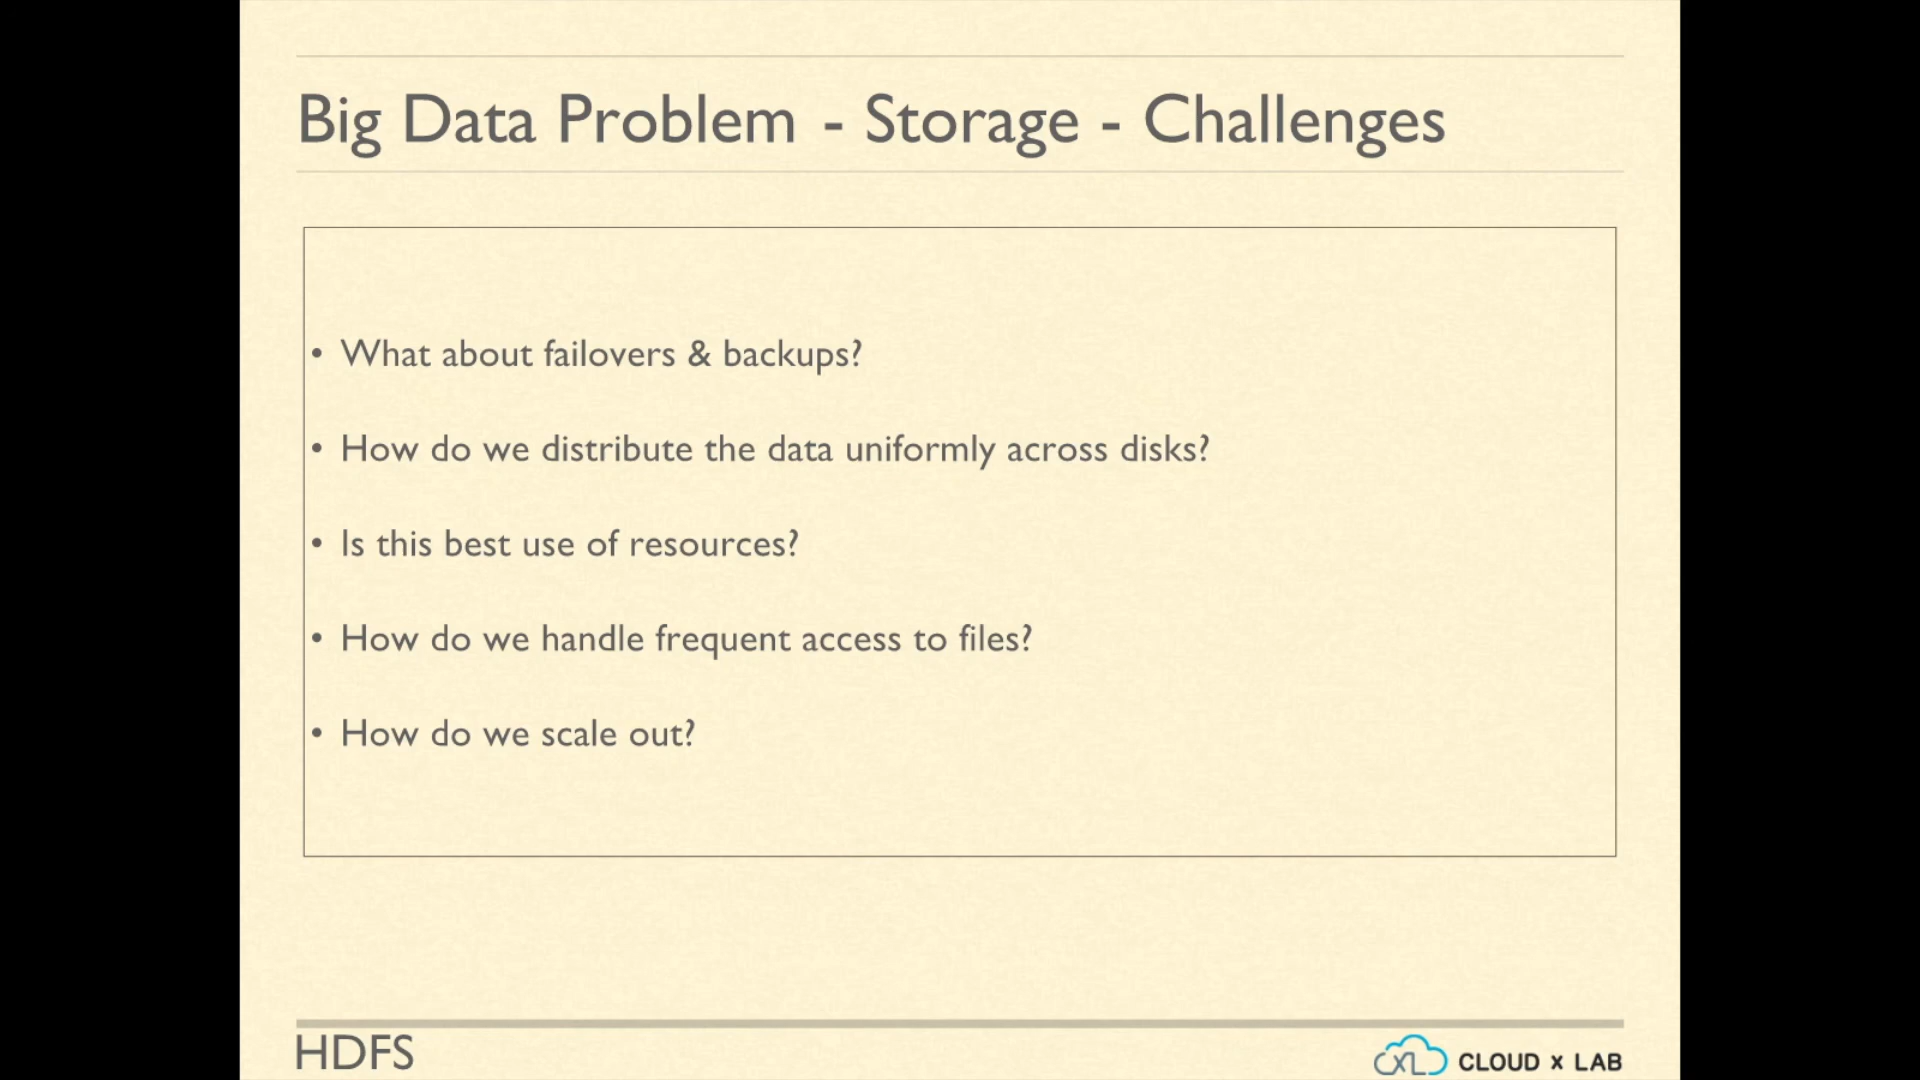 Big Data Problem - Storage - Challenges
• What about failovers & backups?
• How do we distribute the data uniformly across disks?
• Is this best use of resources?
• How do we handle frequent access to files?
• How do we scale out?
HDFS
CXL CLOUD x LAB